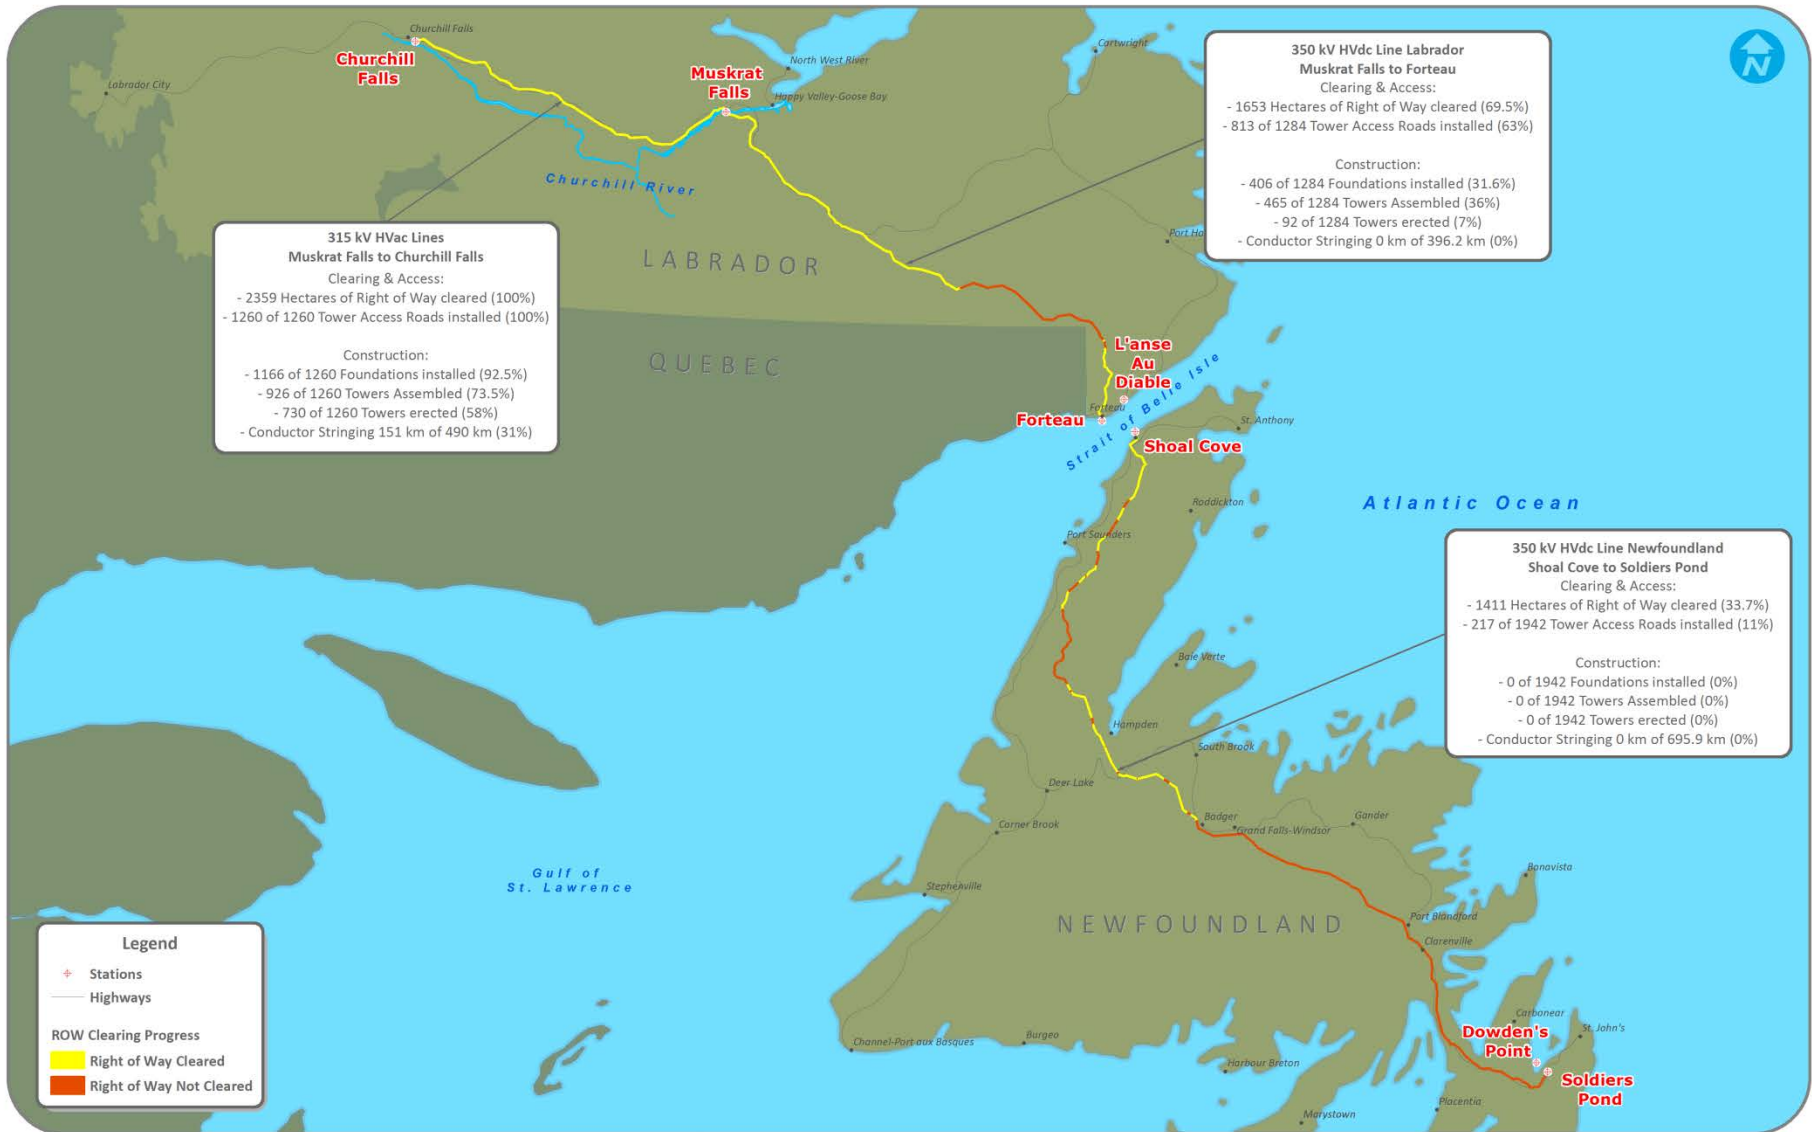 Churchill Falls
Churchill
Falls
Labrador City
Muskrat
Falls
North West River
Happy Valley-Goose Bay
Cartwright
N
350 kV HVdc Line Labrador
Muskrat Falls to Forteau
Clearing & Access:
- 1653 Hectares of Right of Way cleared (69.5%)
- 813 of 1284 Tower Access Roads installed (63%)
Construction:
- 406 of 1284 Foundations installed (31.6%)
- 465 of 1284 Towers Assembled (36%)
- 92 of 1284 Towers erected (7%)
- Conductor Stringing 0 km of 396.2 km (0%)
Churchill River
Port Ho
315 kV HVac Lines
Muskrat Falls to Churchill Falls
Clearing & Access:
- 2359 Hectares of Right of Way cleared (100%)
- 1260 of 1260 Tower Access Roads installed (100%)
Construction:
- 1166 of 1260 Foundations installed (92.5%)
- 926 of 1260 Towers Assembled (73.5%)
- 730 of 1260 Towers erected (58%)
- Conductor Stringing 151 km of 490 km (31%)
LABRADOR
QUEBEC
L'anse
Au
Diable
Strait of Belle Isle
Forteau
Forteau
St. Anthony
Shoal Cove
Roddickton
Atlantic Ocean
Port Saunders
350 kV HVdc Line Newfoundland
Shoal Cove to Soldiers Pond
Clearing & Access:
- 1411 Hectares of Right of Way cleared (33.7%)
- 217 of 1942 Tower Access Roads installed (11%)
Construction:
- 0 of 1942 Foundations installed (0%)
- 0 of 1942 Towers Assembled (0%)
- 0 of 1942 Towers erected (0%)
- Conductor Stringing 0 km of 695.9 km (0%)
Baie Verte
Hampden
South Brook
Deer Lake
Badger
Grand Falls-Windsor
Gander
Corner Brook
Bonavista
Gulf of
St. Lawrence
Stephenville
NEWFOUNDLAND
Port Blandford
Clarenville
Legend
Stations
Highways
ROW Clearing Progress
Right of Way Cleared
Right of Way Not Cleared
Carbonear
St. John's
Dowden's
Point
Channel-Port aux Basques
Burgeo
Harbour Breton
Soldiers
Pond
Placentia
Marystown